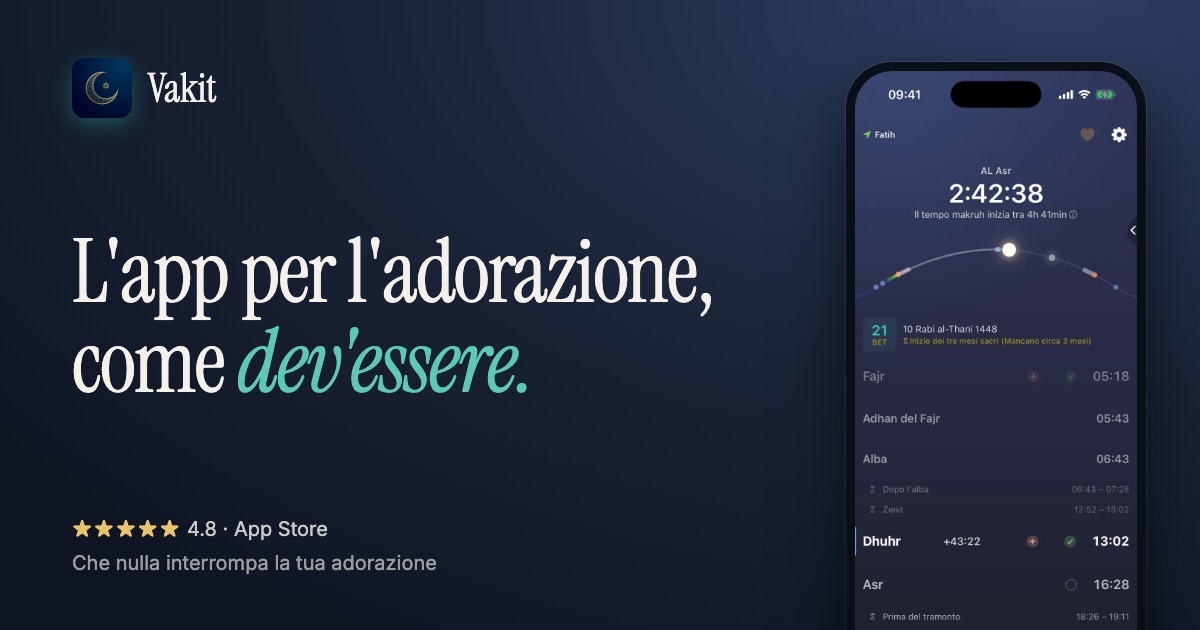 Vakit
L'app per l'adorazione,
come dev'essere.
4.8 · App Store
Che nulla interrompa la tua adorazione
09:41
Fatih
AL Asr
2:42:38
Il tempo makruh inizia tra 4h 41min
21
SET
10 Rabi al-Thani 1448
Inizio dei tre mesi sacri (Mancano circa 3 mesi)
Fajr 05:18
Adhan del Fajr 05:43
Alba 06:43
Dopo l'alba 06:43 – 07:28
Zenit 12:52 – 13:02
Dhuhr +43:22 13:02
Asr 16:28
Prima del tramonto 18:26 – 19:11